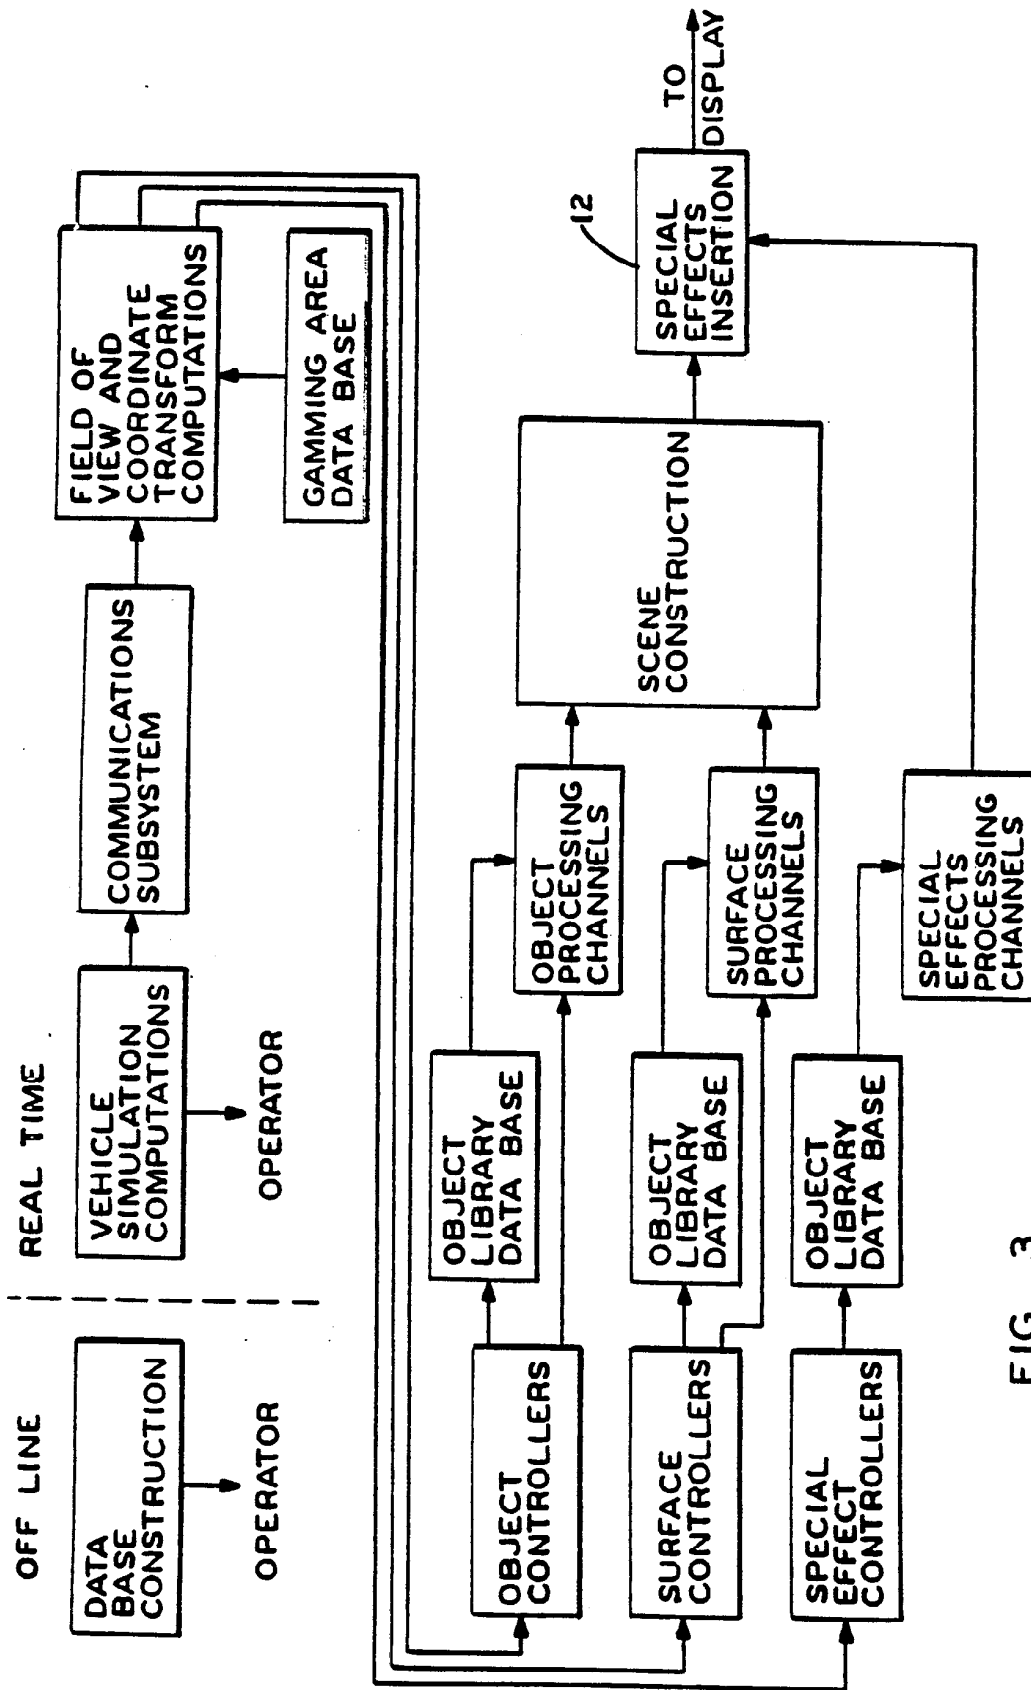 OFF LINE
REAL TIME
DATA
BASE
CONSTRUCTION
OPERATOR
VEHICLE
SIMULATION
COMPUTATIONS
OPERATOR
COMMUNICATIONS
SUBSYSTEM
FIELD OF
VIEW AND
COORDINATE
TRANSFORM
COMPUTATIONS
GAMMING AREA
DATA BASE
OBJECT
CONTROLLERS
OBJECT
LIBRARY
DATA BASE
OBJECT
PROCESSING
CHANNELS
SURFACE
CONTROLLERS
OBJECT
LIBRARY
DATA BASE
SURFACE
PROCESSING
CHANNELS
SPECIAL
EFFECT
CONTROLLERS
OBJECT
LIBRARY
DATA BASE
SPECIAL
EFFECTS
PROCESSING
CHANNELS
SCENE
CONSTRUCTION
12
SPECIAL
EFFECTS
INSERTION
TO
DISPLAY
FIG. 3